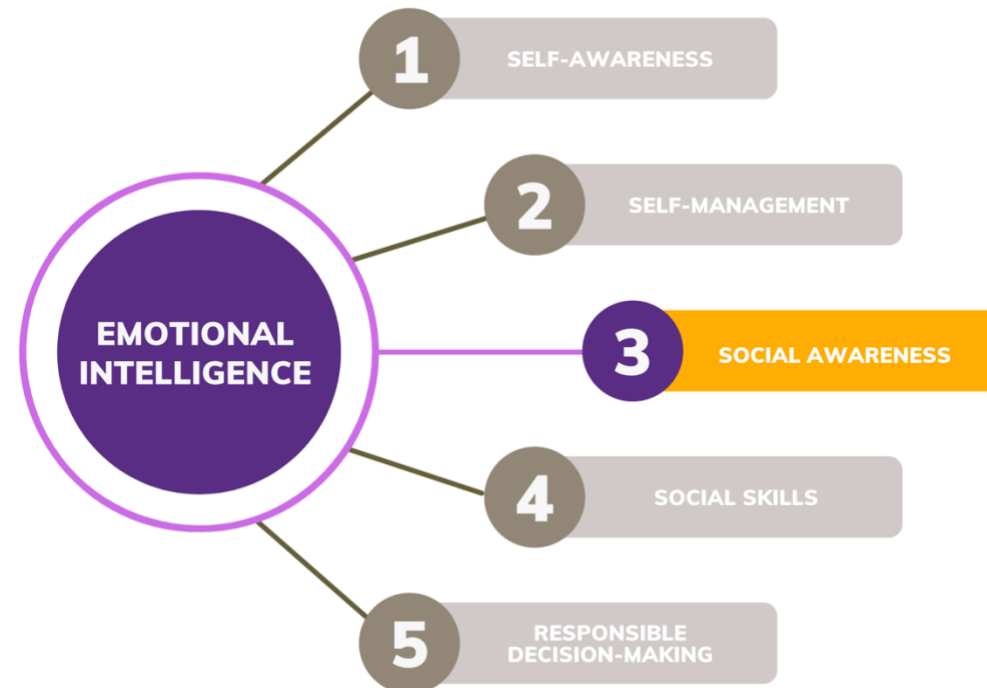 1
SELF-AWARENESS
2
SELF-MANAGEMENT
EMOTIONAL
INTELLIGENCE
3
SOCIAL AWARENESS
4
SOCIAL SKILLS
5
RESPONSIBLE
DECISION-MAKING